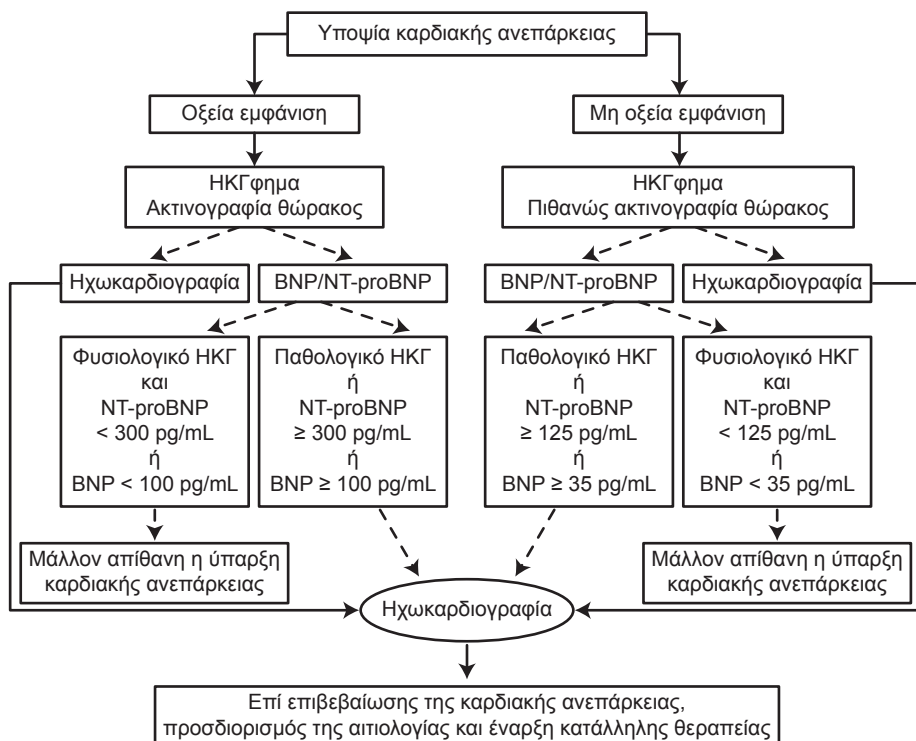 Υποψία καρδιακής ανεπάρκειας
Οξεία εμφάνιση
Μη οξεία εμφάνιση
ΗΚΓφημα
Ακτινογραφία θώρακος
ΗΚΓφημα
Πιθανώς ακτινογραφία θώρακος
Ηχωκαρδιογραφία
BNP/NT-proBNP
BNP/NT-proBNP
Ηχωκαρδιογραφία
Φυσιολογικό ΗΚΓ
και
NT-proBNP
< 300 pg/mL
ή
BNP < 100 pg/mL
Παθολογικό ΗΚΓ
ή
NT-proBNP
≥ 300 pg/mL
ή
BNP ≥ 100 pg/mL
Παθολογικό ΗΚΓ
ή
NT-proBNP
≥ 125 pg/mL
ή
BNP ≥ 35 pg/mL
Φυσιολογικό ΗΚΓ
και
NT-proBNP
< 125 pg/mL
ή
BNP < 35 pg/mL
Μάλλον απίθανη η ύπαρξη
καρδιακής ανεπάρκειας
Μάλλον απίθανη η ύπαρξη
καρδιακής ανεπάρκειας
Ηχωκαρδιογραφία
Επί επιβεβαίωσης της καρδιακής ανεπάρκειας,
προσδιορισμός της αιτιολογίας και έναρξη κατάλληλης θεραπείας